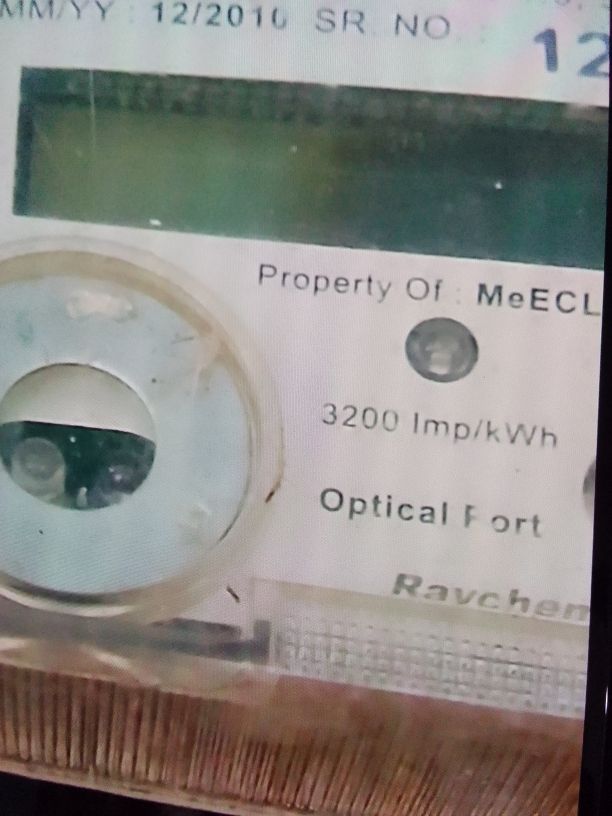 MM/YY : 12/2010 SR. NO.
12
Property Of : MeECL
3200 Imp/kWh
Optical Port
Raychem